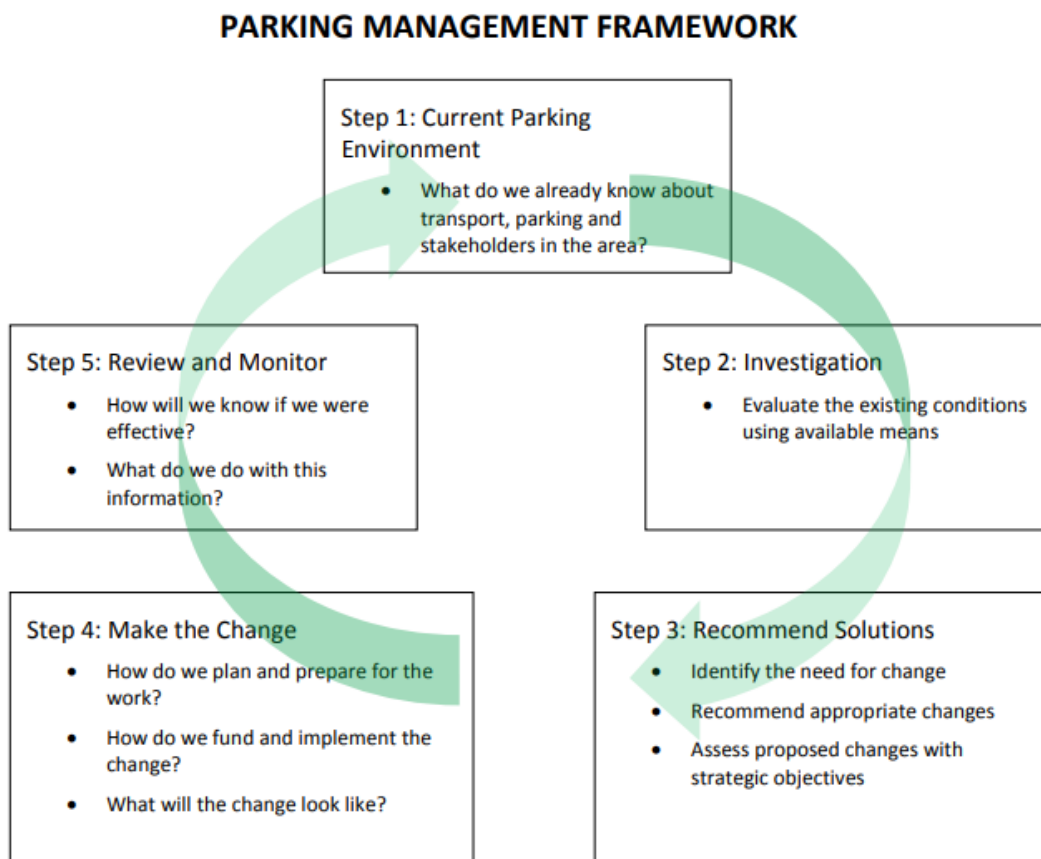 PARKING MANAGEMENT FRAMEWORK
Step 1: Current Parking
Environment
• What do we already know about
transport, parking and
stakeholders in the area?
Step 2: Investigation
• Evaluate the existing conditions
using available means
Step 3: Recommend Solutions
• Identify the need for change
• Recommend appropriate changes
• Assess proposed changes with
strategic objectives
Step 4: Make the Change
• How do we plan and prepare for the
work?
• How do we fund and implement the
change?
• What will the change look like?
Step 5: Review and Monitor
• How will we know if we were
effective?
• What do we do with this
information?